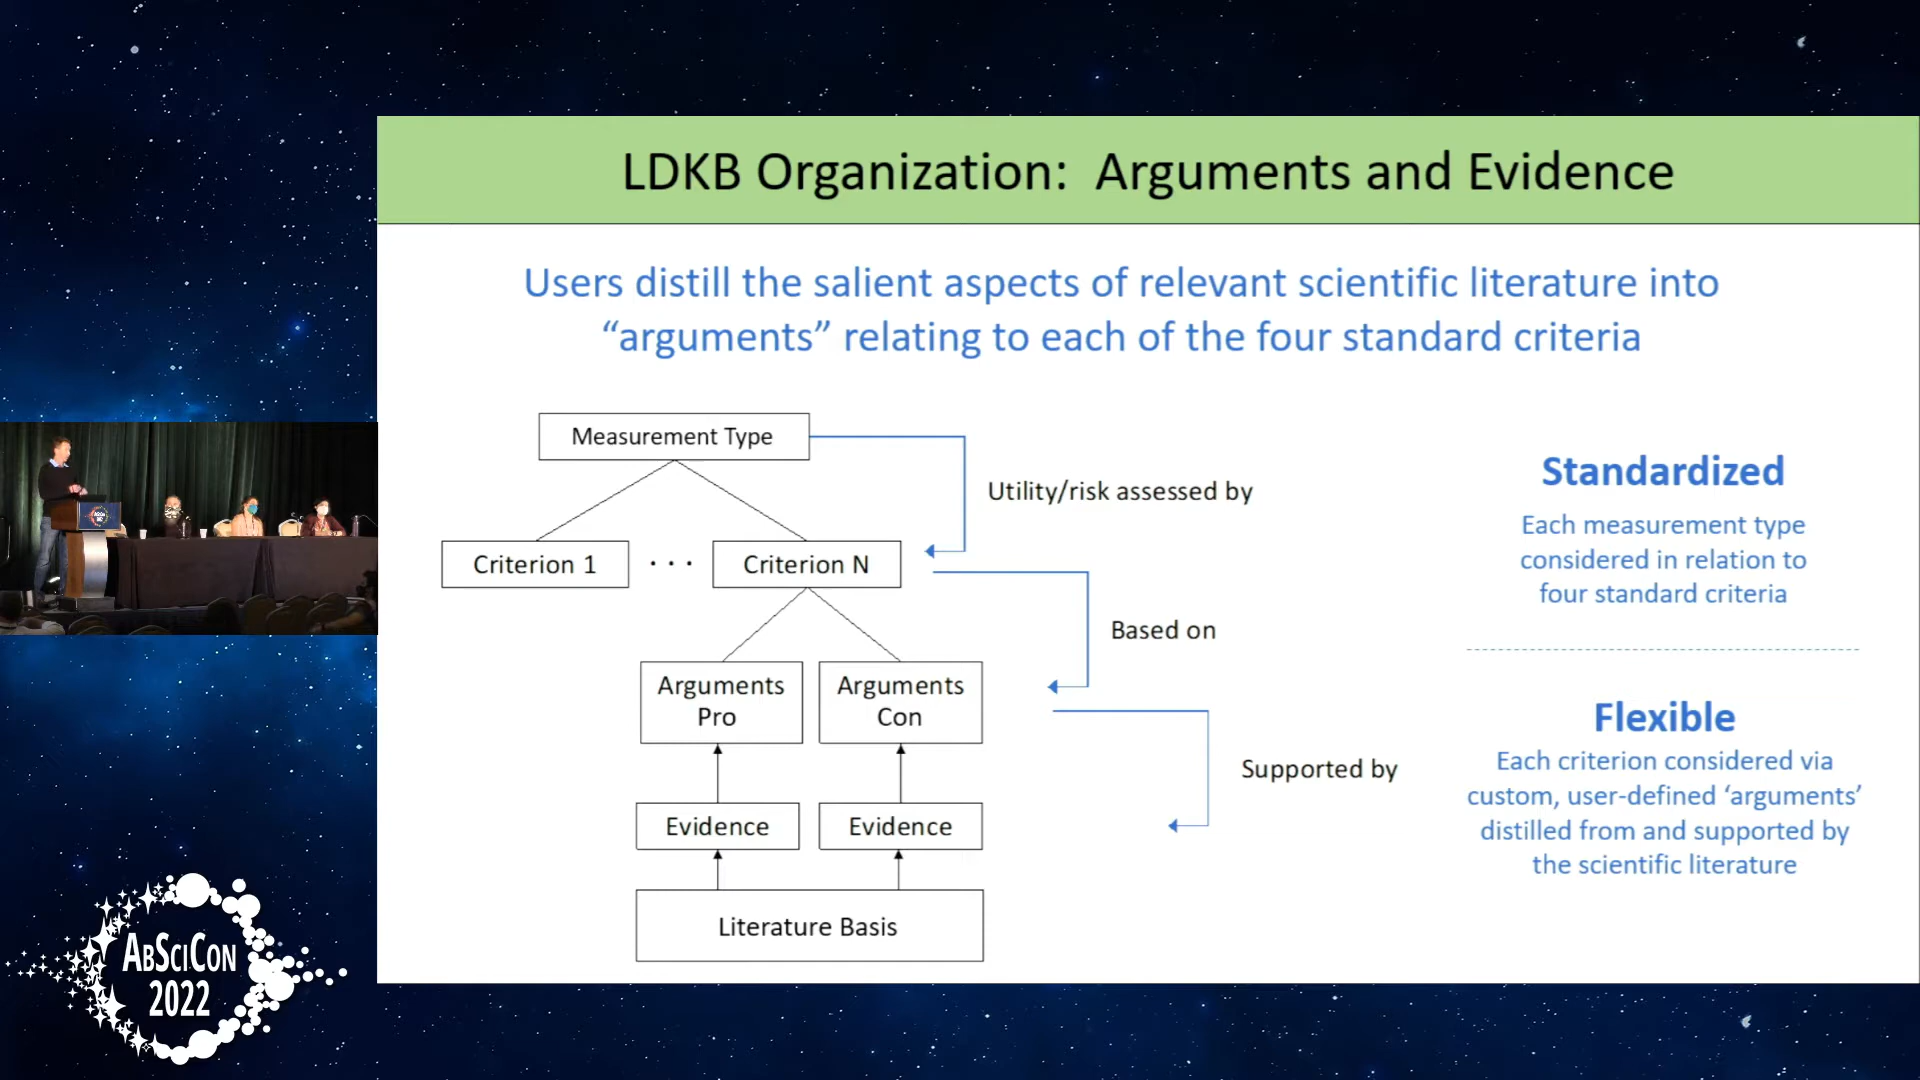 LDKB Organization: Arguments and Evidence
Users distill the salient aspects of relevant scientific literature into
“arguments” relating to each of the four standard criteria
Measurement Type
Utility/risk assessed by
Criterion 1
. . .
Criterion N
Based on
Arguments
Pro
Arguments
Con
Supported by
Evidence
Evidence
Literature Basis
Standardized
Each measurement type
considered in relation to
four standard criteria
Flexible
Each criterion considered via
custom, user-defined ‘arguments’
distilled from and supported by
the scientific literature
ABSCICON
2022